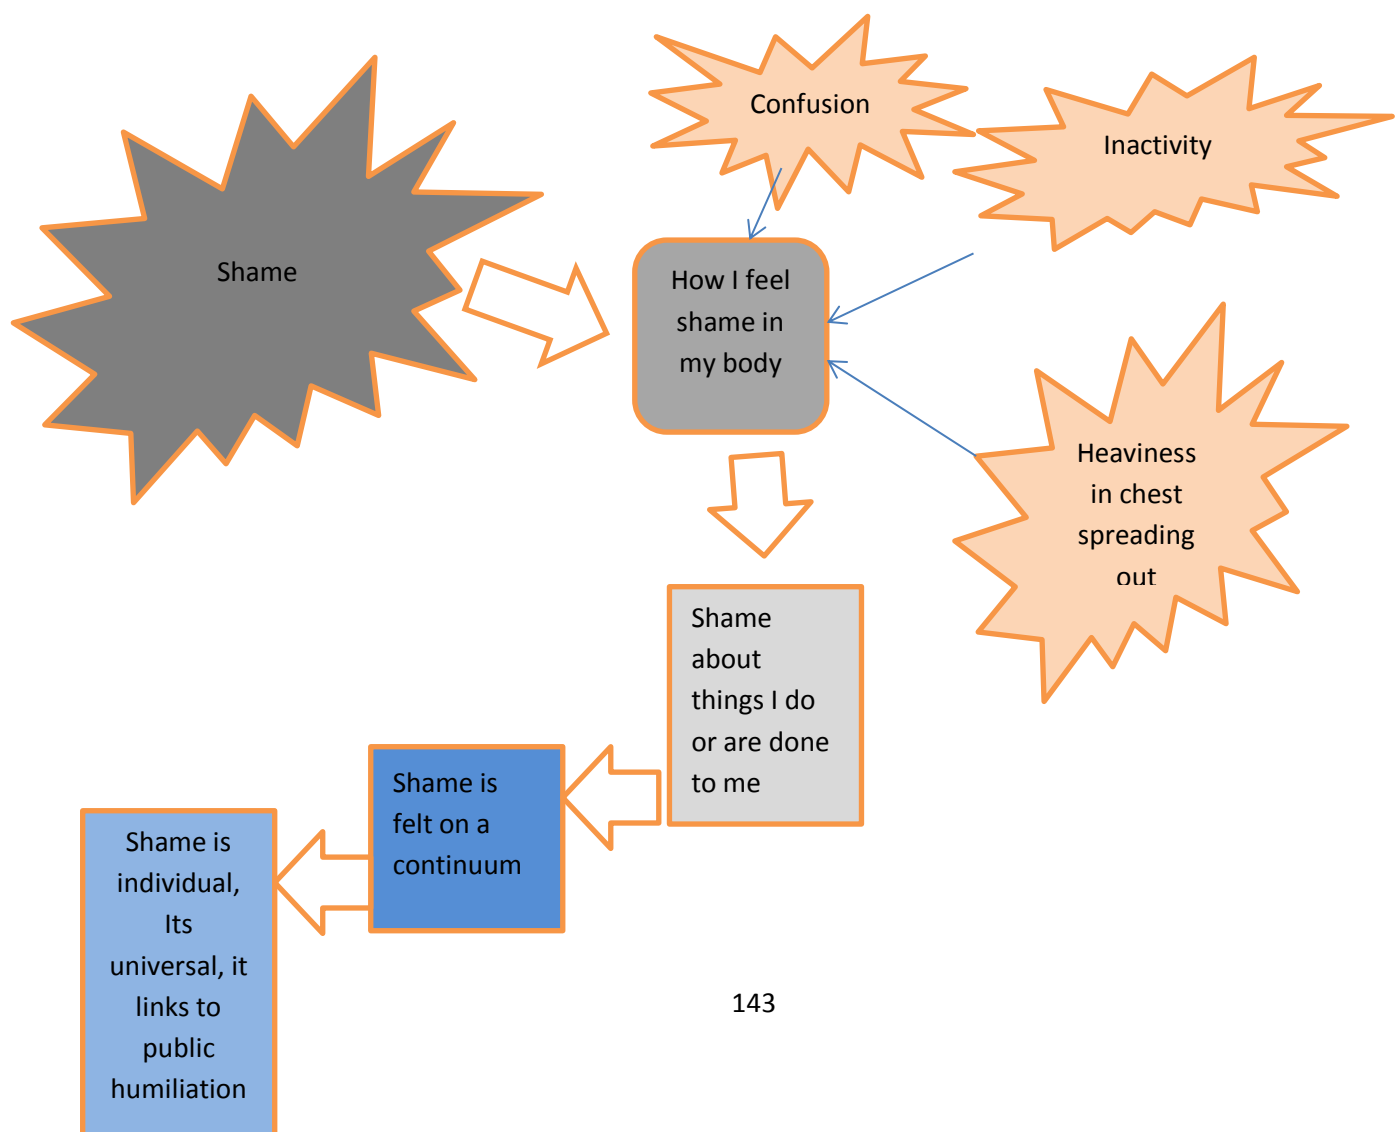 Confusion
Inactivity
Shame
How I feel
shame in
my body
Heaviness
in chest
spreading
out
Shame
about
things I do
or are done
to me
Shame is
felt on a
continuum
Shame is
individual,
Its
universal, it
links to
public
humiliation
143